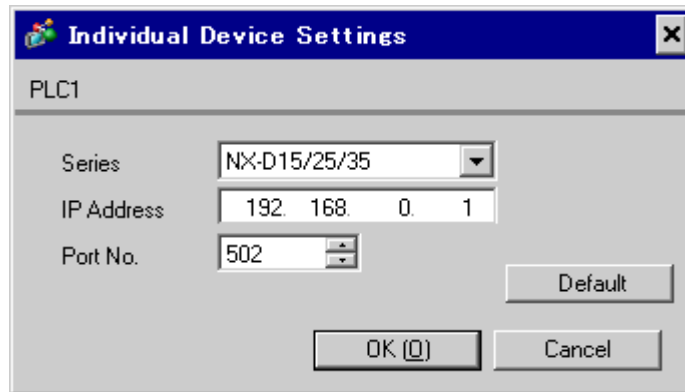 Individual Device Settings
PLC1
Series NX-D15/25/35
IP Address 192. 168. 0. 1
Port No. 502
Default
OK (O) Cancel